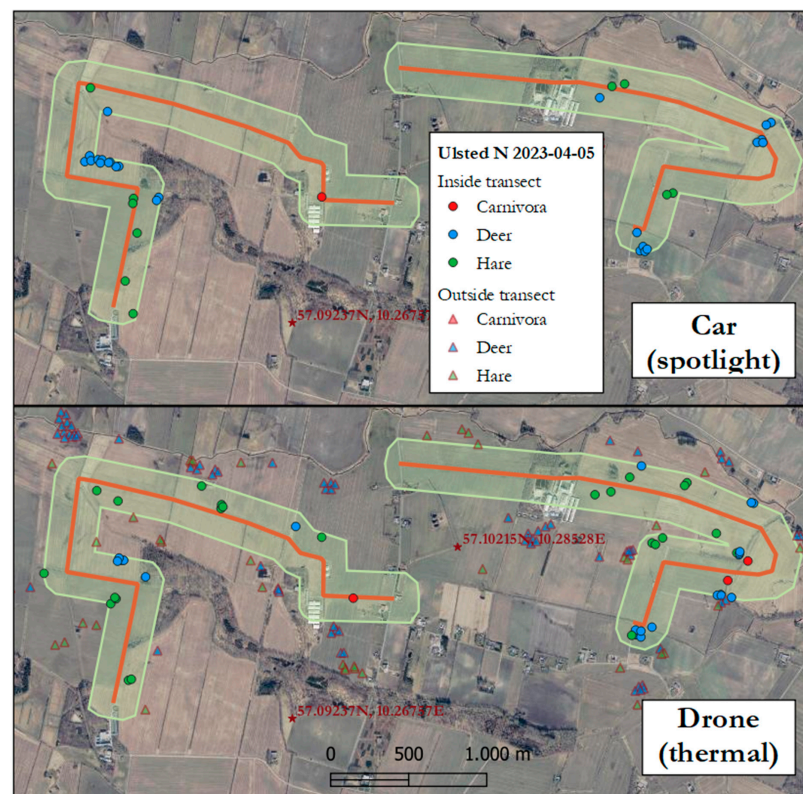 Ulsted N 2023-04-05
Inside transect
Carnivora
Deer
Hare
Outside transect
Carnivora
Deer
Hare
57.09237N, 10.2673
Car
(spotlight)
57.10215N, 10.28528E
57.09237N, 10.26737E
0 500 1.000 m
Drone
(thermal)